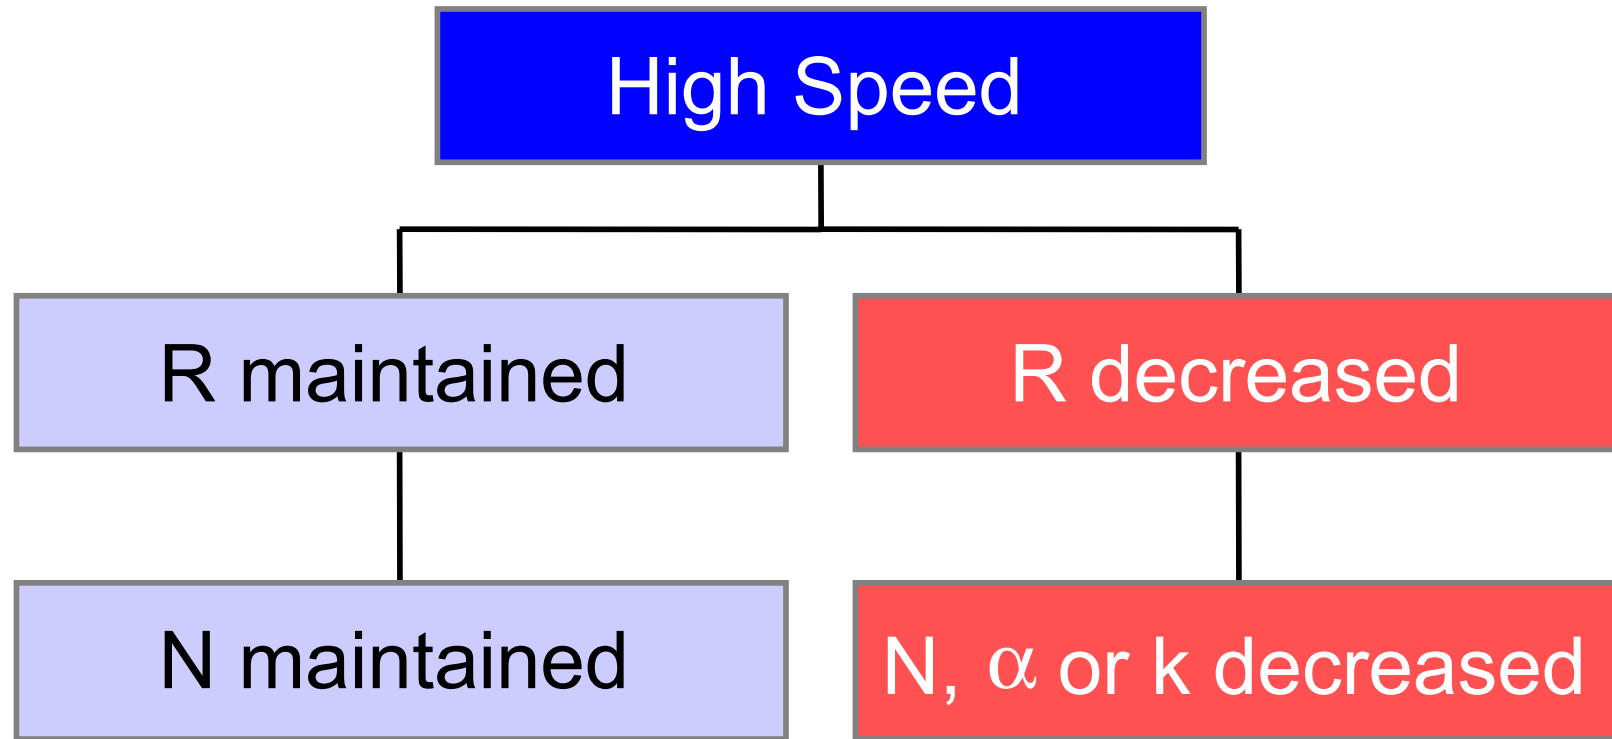 High Speed
R maintained
R decreased
N maintained
N, α or k decreased